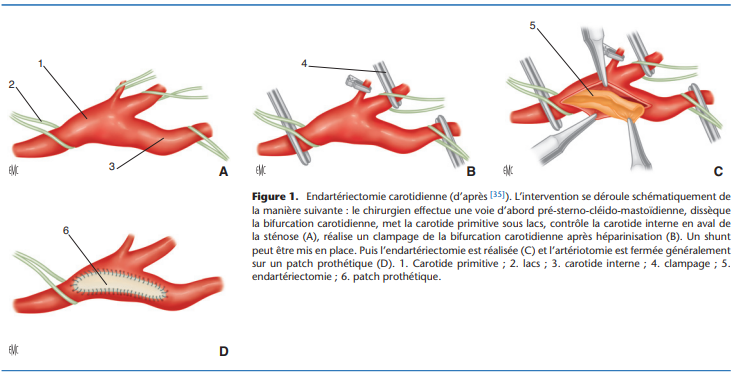 1
2
3
EMC
A
4
EMC
B
5
EMC
C
Figure 1. Endartériectomie carotidienne (d'après [35]). L'intervention se déroule schématiquement de
la manière suivante : le chirurgien effectue une voie d'abord pré-sterno-cléido-mastoïdienne, dissèque
la bifurcation carotidienne, met la carotide primitive sous lacs, contrôle la carotide interne en aval de
la sténose (A), réalise un clampage de la bifurcation carotidienne après héparinisation (B). Un shunt
peut être mis en place. Puis l'endartériectomie est réalisée (C) et l'artériotomie est fermée généralement
sur un patch prothétique (D). 1. Carotide primitive ; 2. lacs ; 3. carotide interne ; 4. clampage ; 5.
endartériectomie ; 6. patch prothétique.
6
EMC
D